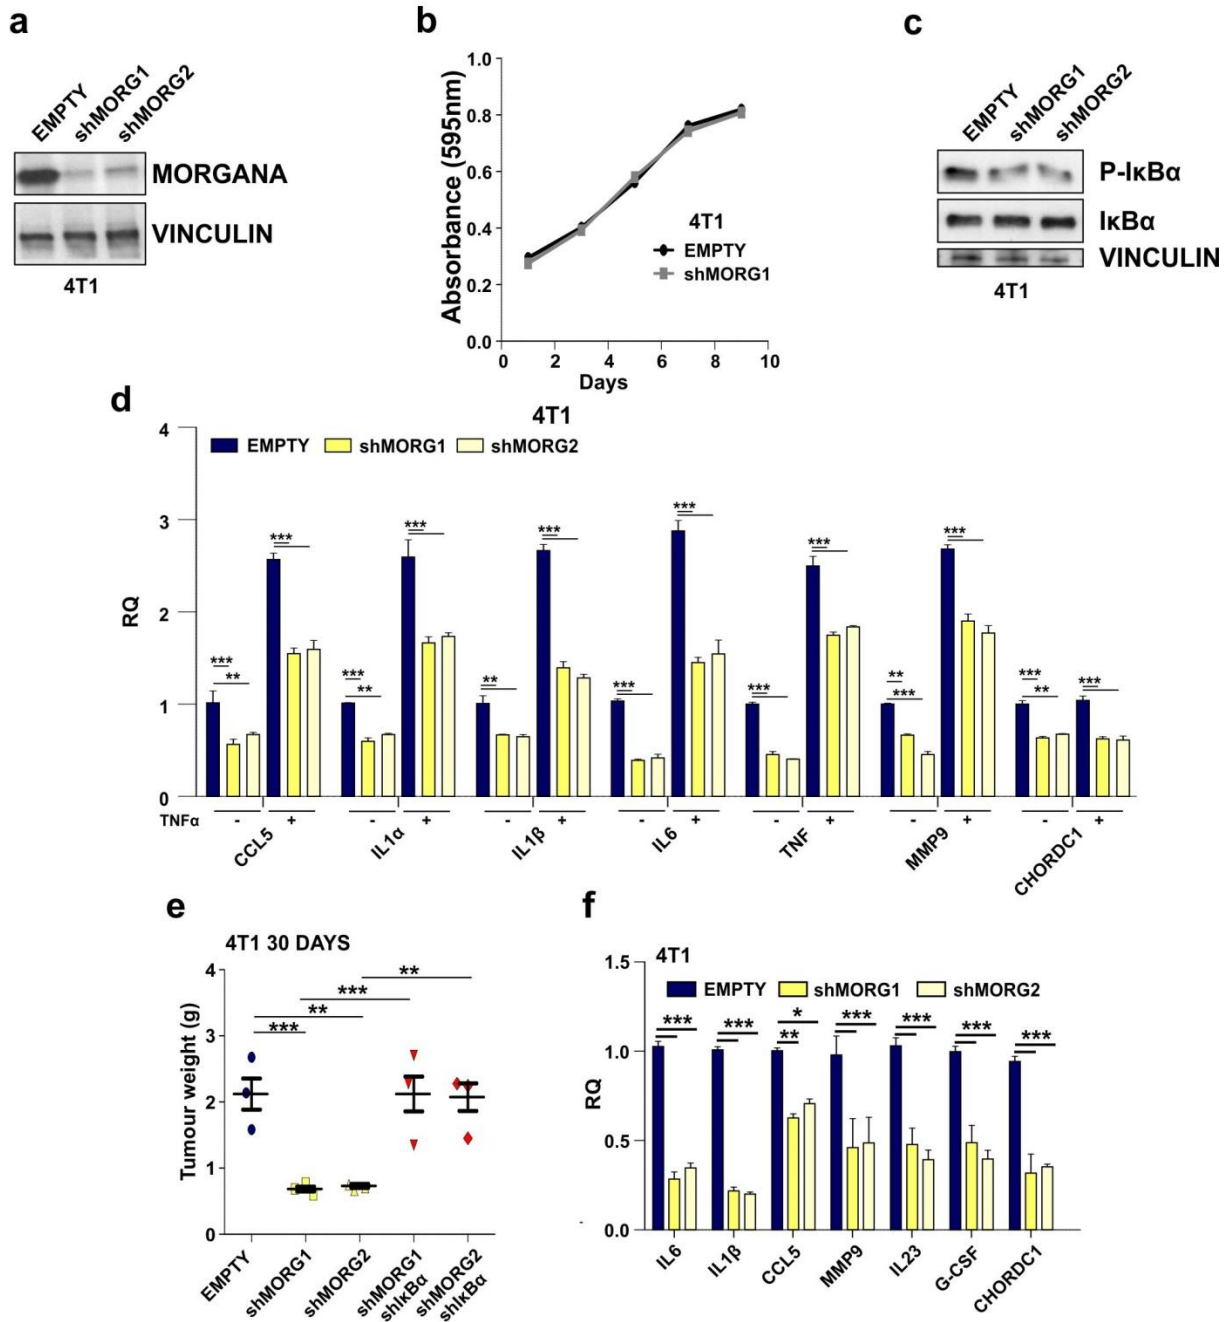 a
EMPTY
shMORG1
shMORG2
MORGANA
VINCULIN
4T1
b
Absorbance (595nm)
1.0
0.8
0.6
0.4
0.2
0.0
0 2 4 6 8 10
Days
4T1
EMPTY
shMORG1
c
EMPTY
shMORG1
shMORG2
P-IκBα
IκBα
VINCULIN
4T1
d
4T1
EMPTY shMORG1 shMORG2
RQ
4
3
2
1
0
*** ** *** *** ** *** ** *** *** *** *** *** ** *** *** *** ** ***
TNFα - + - + - + - + - + - + - +
CCL5 IL1α IL1β IL6 TNF MMP9 CHORDC1
e
4T1 30 DAYS
Tumour weight (g)
4
3
2
1
0
**
***
**
***
EMPTY
shMORG1
shMORG2
shMORG1 shIκBα
shMORG2 shIκBα
f
4T1
EMPTY shMORG1 shMORG2
RQ
1.5
1.0
0.5
0.0
*** *** * ** *** *** *** ***
IL6 IL1β CCL5 MMP9 IL23 G-CSF CHORDC1